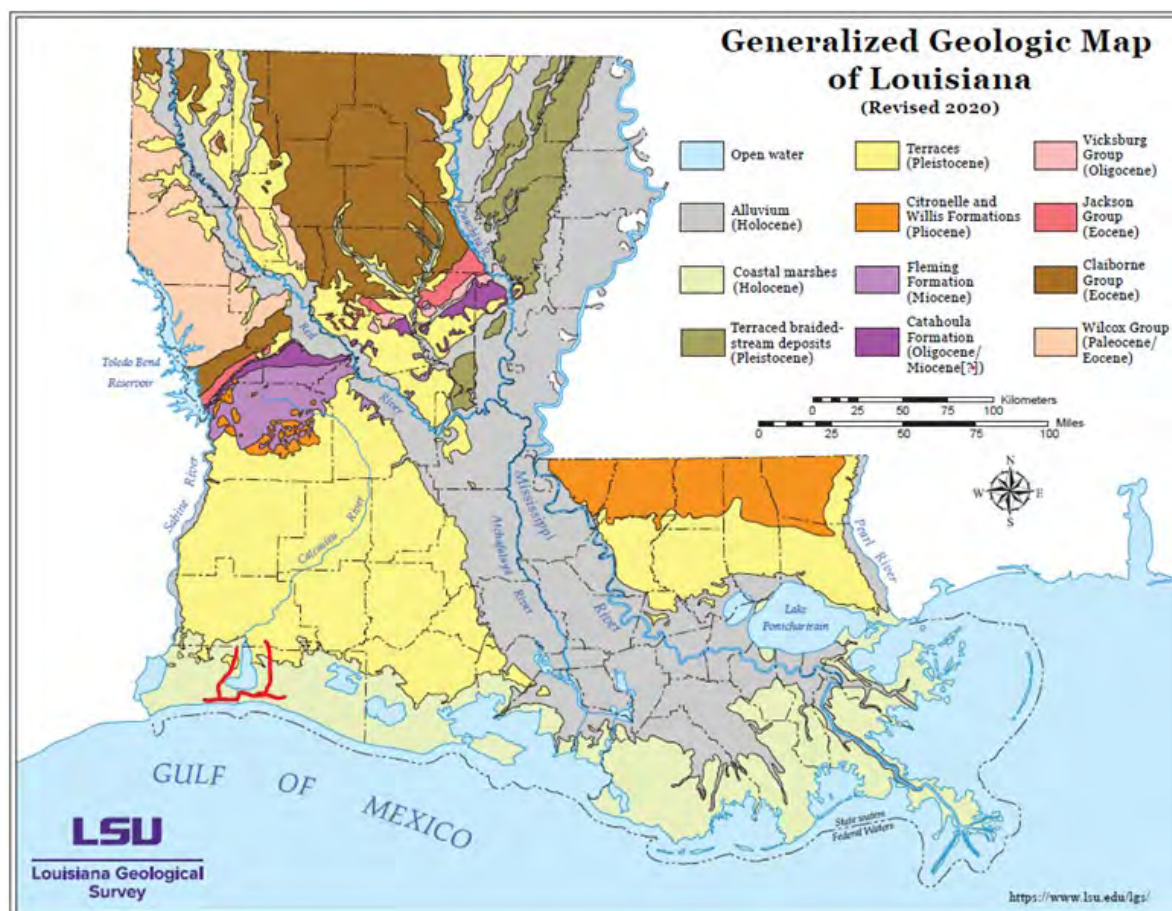 Generalized Geologic Map
of Louisiana
(Revised 2020)
Open water
Alluvium
(Holocene)
Coastal marshes
(Holocene)
Terraced braided-
stream deposits
(Pleistocene)
Terraces
(Pleistocene)
Citronelle and
Willis Formations
(Pliocene)
Fleming
Formation
(Miocene)
Catahoula
Formation
(Oligocene/
Miocene[?])
Vicksburg
Group
(Oligocene)
Jackson
Group
(Eocene)
Claiborne
Group
(Eocene)
Wilcox Group
(Paleocene/
Eocene)
0 25 50 75 100 Kilometers
0 25 50 75 100 Miles
N
W E
S
Ouachita R.
Red
River
Toledo Bend
Reservoir
Sabine River
Calcasieu River
Mississippi
River
Atchafalaya
River
Pearl River
Lake
Pontchartrain
GULF OF MEXICO
State waters
Federal Waters
LSU
Louisiana Geological
Survey
https://www.lsu.edu/lgs/